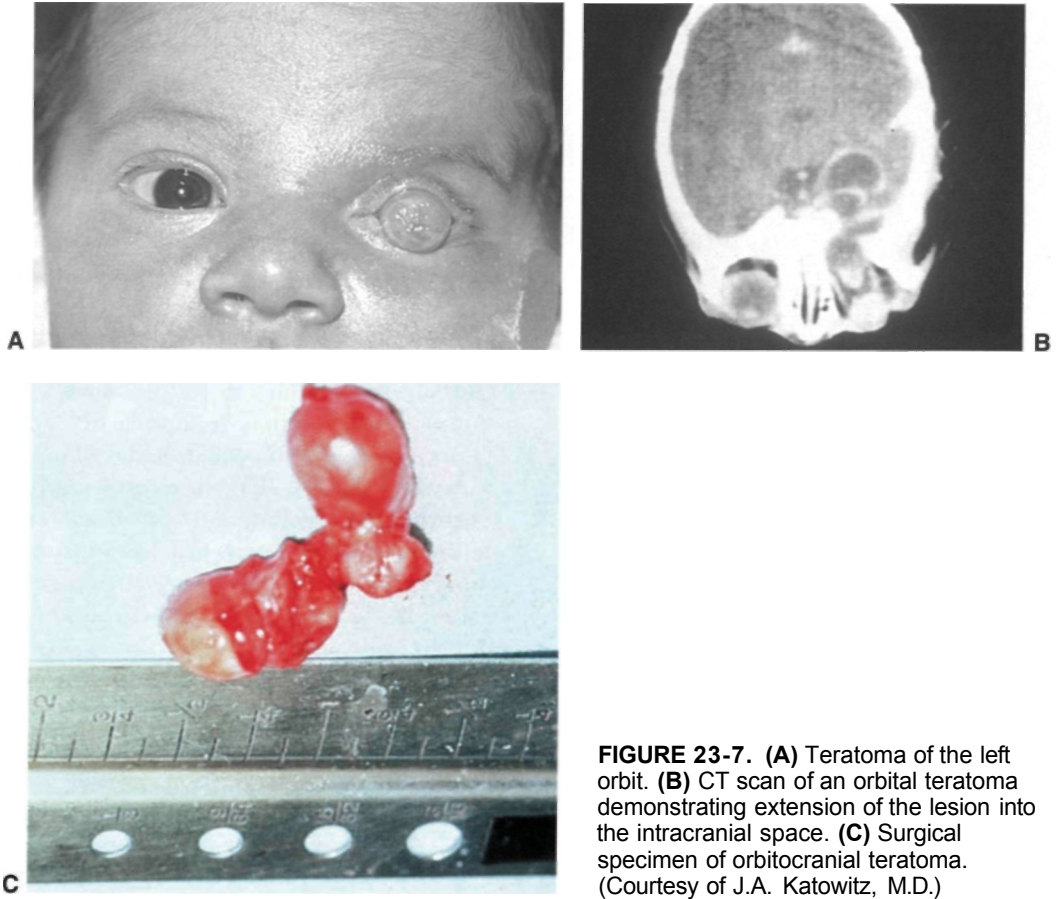 A
B
C
FIGURE 23-7. (A) Teratoma of the left
orbit. (B) CT scan of an orbital teratoma
demonstrating extension of the lesion into
the intracranial space. (C) Surgical
specimen of orbitocranial teratoma.
(Courtesy of J.A. Katowitz, M.D.)